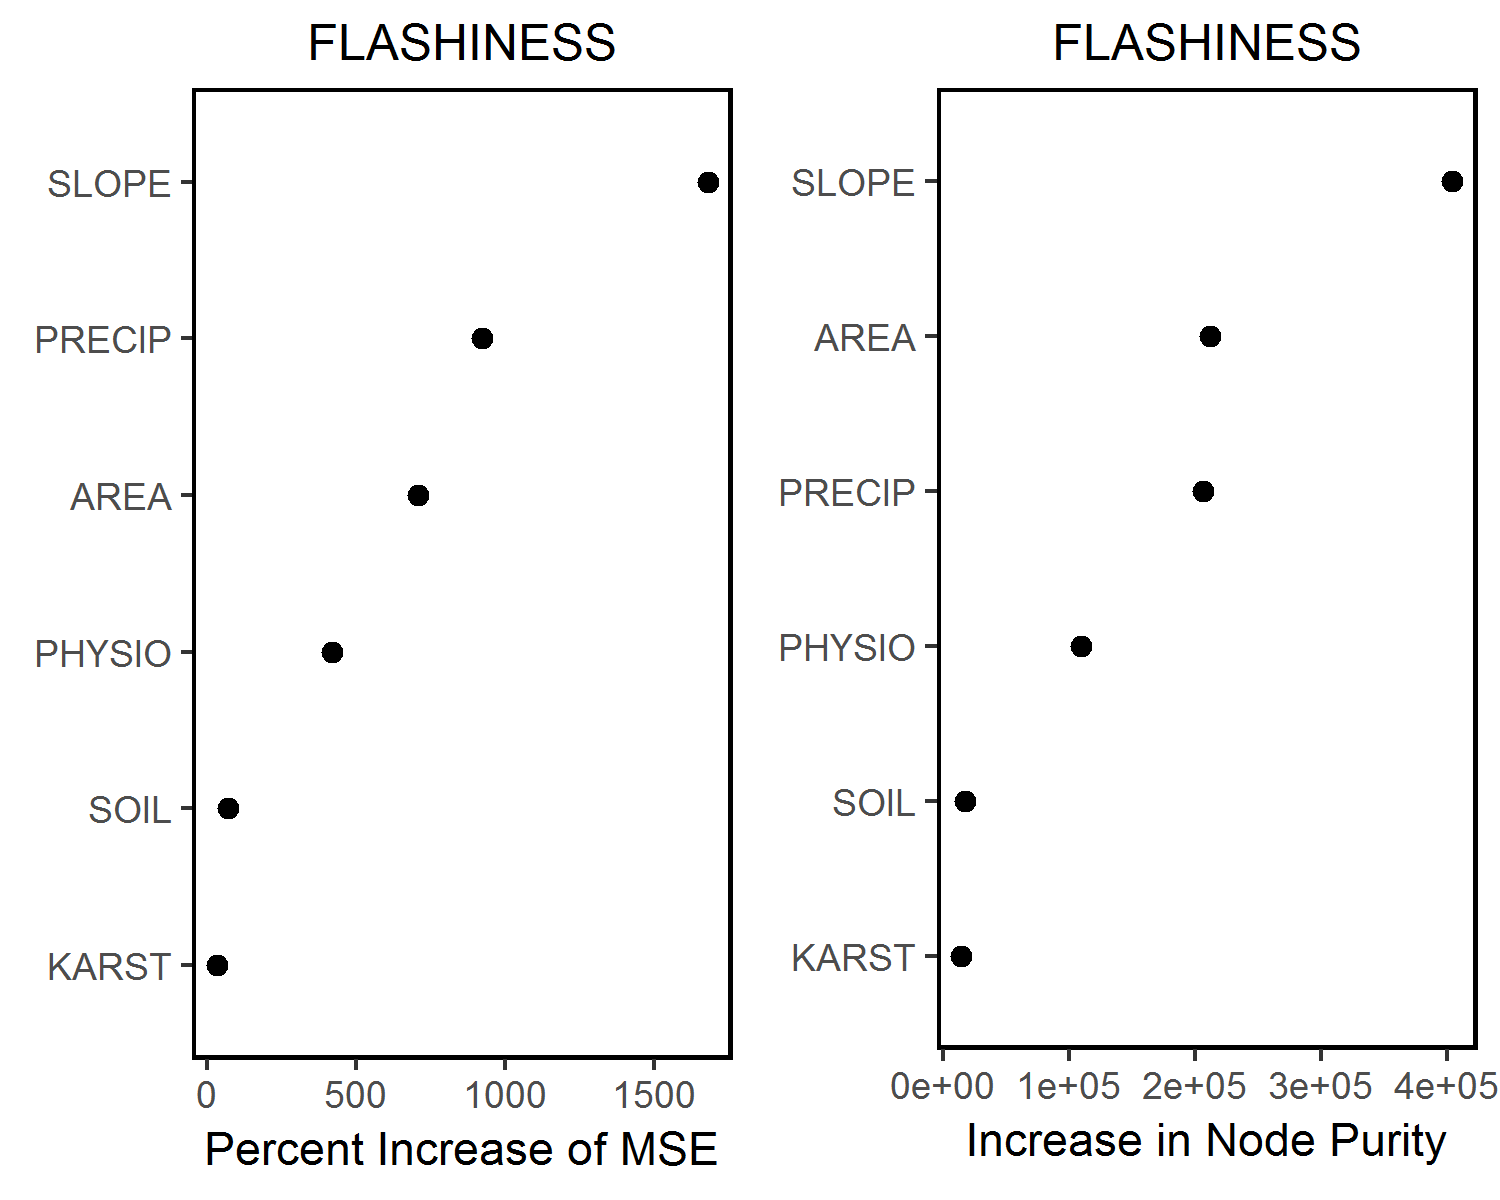 FLASHINESS
SLOPE
PRECIP
AREA
PHYSIO
SOIL
KARST
0 500 1000 1500
Percent Increase of MSE
FLASHINESS
SLOPE
AREA
PRECIP
PHYSIO
SOIL
KARST
0e+00 1e+05 2e+05 3e+05 4e+05
Increase in Node Purity